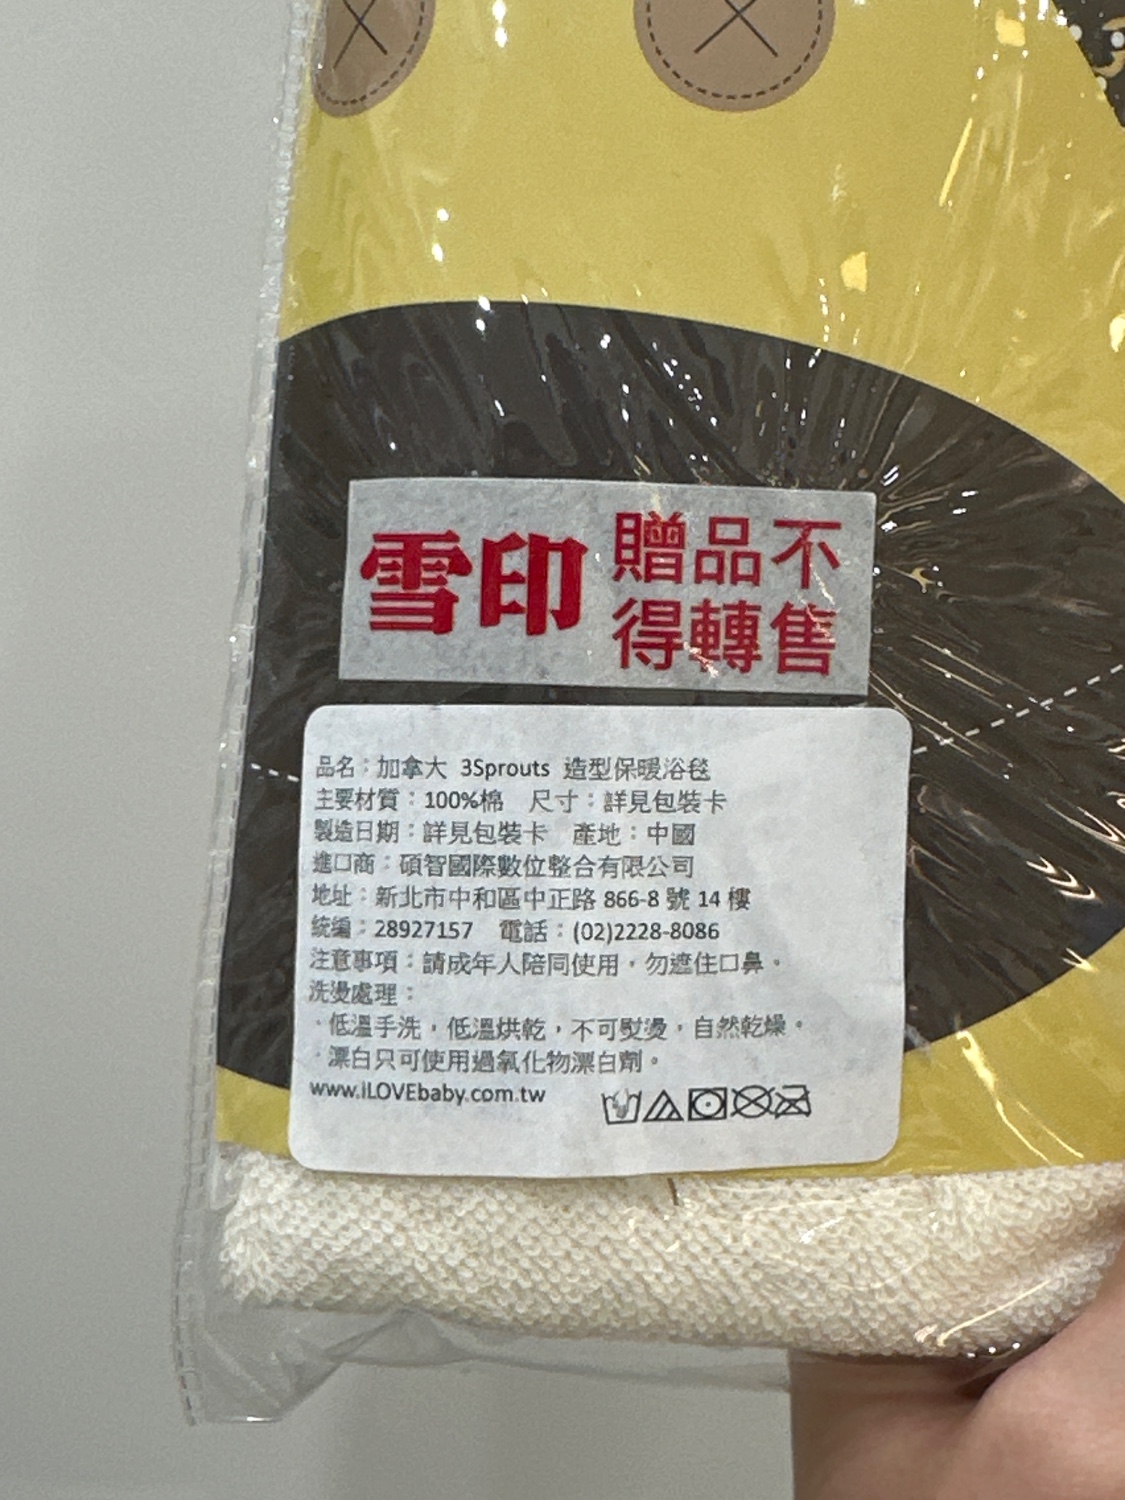 雪印
贈品不
得轉售
品名：加拿大 3Sprouts 造型保暖浴毯
主要材質：100%棉 尺寸：詳見包裝卡
製造日期：詳見包裝卡 產地：中國
進口商：碩智國際數位整合有限公司
地址：新北市中和區中正路 866-8 號 14 樓
統編：28927157 電話：(02)2228-8086
注意事項：請成年人陪同使用，勿遮住口鼻。
洗燙處理：
·低溫手洗，低溫烘乾，不可熨燙，自然乾燥。
·漂白只可使用過氧化物漂白劑。
www.iLOVEbaby.com.tw